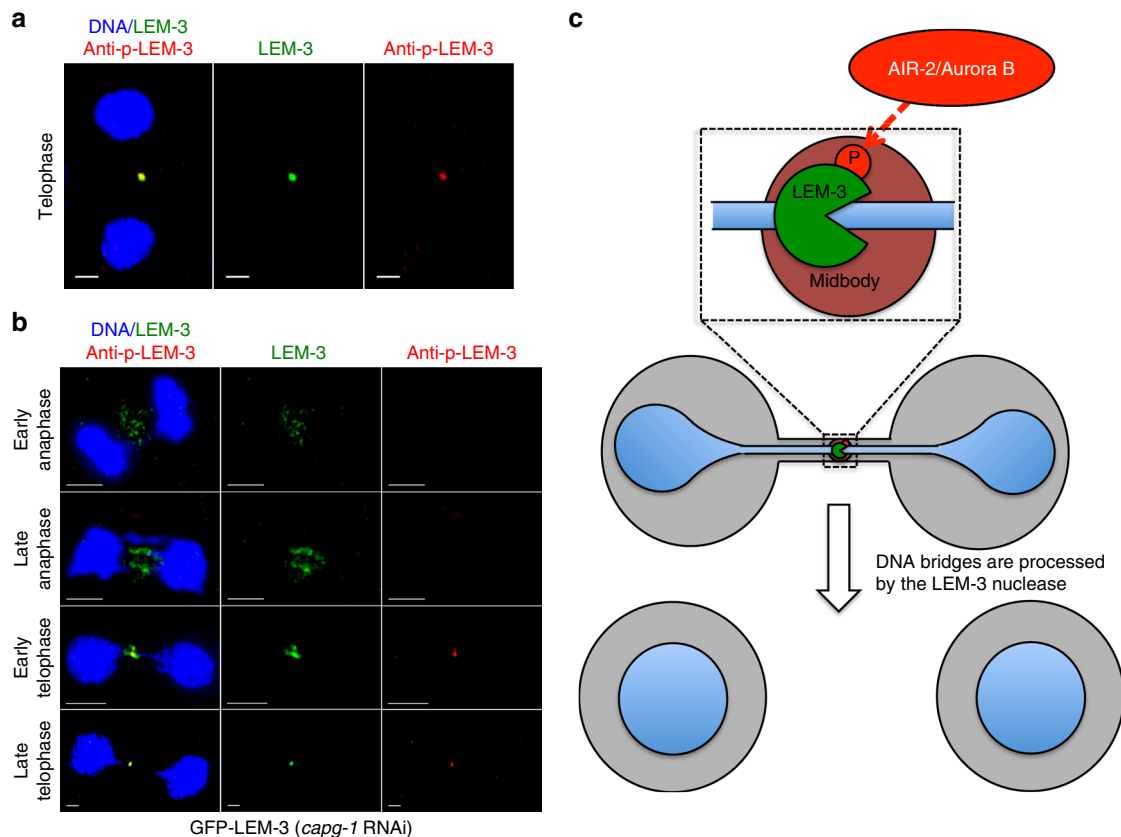 a
DNA/LEM-3
Anti-p-LEM-3
LEM-3
Anti-p-LEM-3
Telophase
b
DNA/LEM-3
Anti-p-LEM-3
LEM-3
Anti-p-LEM-3
Early
anaphase
Late
anaphase
Early
telophase
Late
telophase
GFP-LEM-3 (capg-1 RNAi)
c
AIR-2/Aurora B
P
LEM-3
Midbody
DNA bridges are processed
by the LEM-3 nuclease